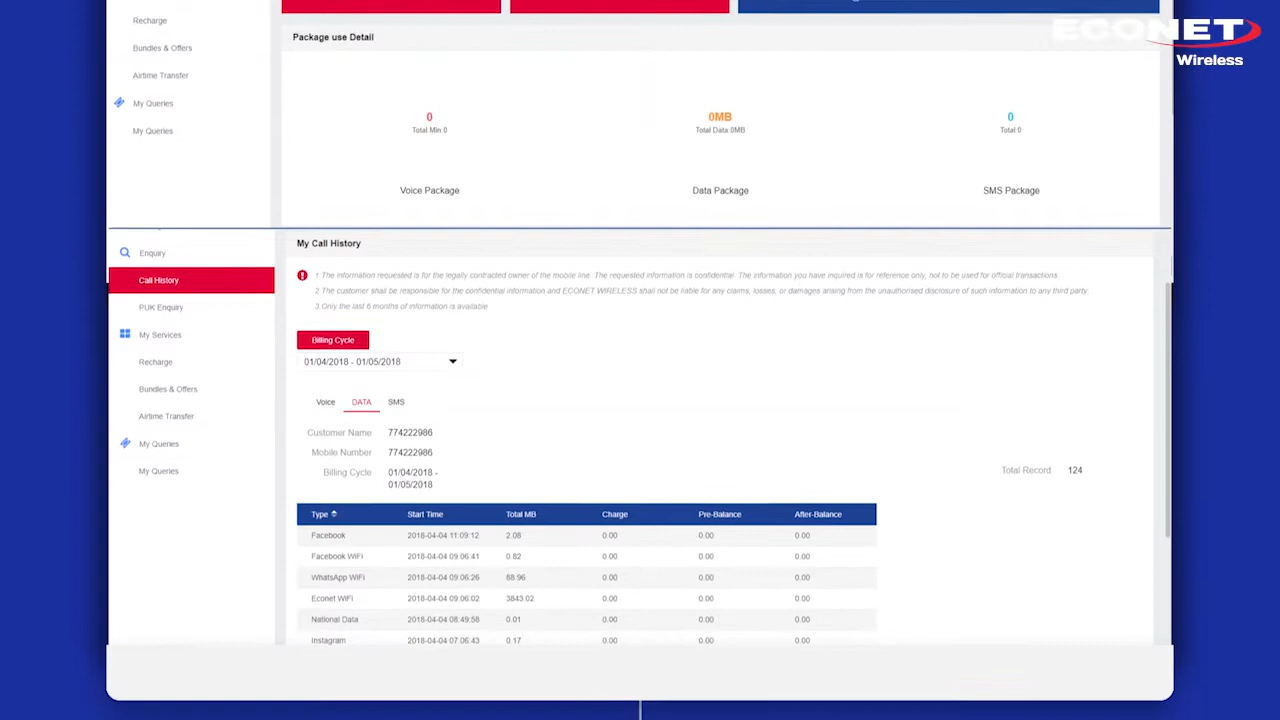 ECONET
Wireless
Recharge
Bundles & Offers
Airtime Transfer
My Queries
My Queries
Package use Detail
0
Total Min:0
Voice Package
0MB
Total Data:0MB
Data Package
0
Total 0
SMS Package
Enquiry
Call History
PUK Enquiry
My Services
Recharge
Bundles & Offers
Airtime Transfer
My Queries
My Queries
My Call History
1.The information requested is for the legally contracted owner of the mobile line. The requested information is confidential. The information you have inquired is for reference only, not to be used for official transactions.
2.The customer shall be responsible for the confidential information and ECONET WIRELESS shall not be liable for any claims, losses, or damages arising from the unauthorised disclosure of such information to any third party.
3.Only the last 6 months of information is available
Billing Cycle
01/04/2018 - 01/05/2018
Voice DATA SMS
Customer Name 774222986
Mobile Number 774222986
Billing Cycle 01/04/2018 -
01/05/2018
Total Record 124
Type Start Time Total MB Charge Pre-Balance After-Balance
Facebook 2018-04-04 11:09:12 2.08 0.00 0.00 0.00
Facebook WiFi 2018-04-04 09:06:41 0.82 0.00 0.00 0.00
WhatsApp WiFi 2018-04-04 09:06:26 88.96 0.00 0.00 0.00
Econet WiFi 2018-04-04 09:06:02 3843.02 0.00 0.00 0.00
National Data 2018-04-04 08:49:58 0.01 0.00 0.00 0.00
Instagram 2018-04-04 07:06:43 0.17 0.00 0.00 0.00